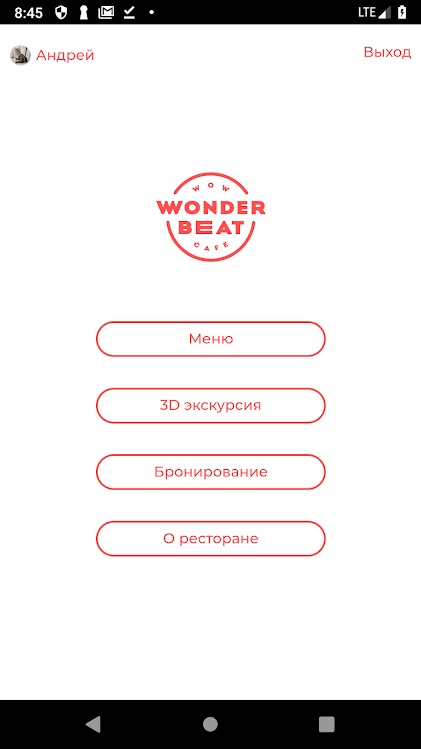 8:45
LTE
Андрей
Выход
WOW
WONDER
BEAT
CAFE
Меню
3D экскурсия
Бронирование
О ресторане